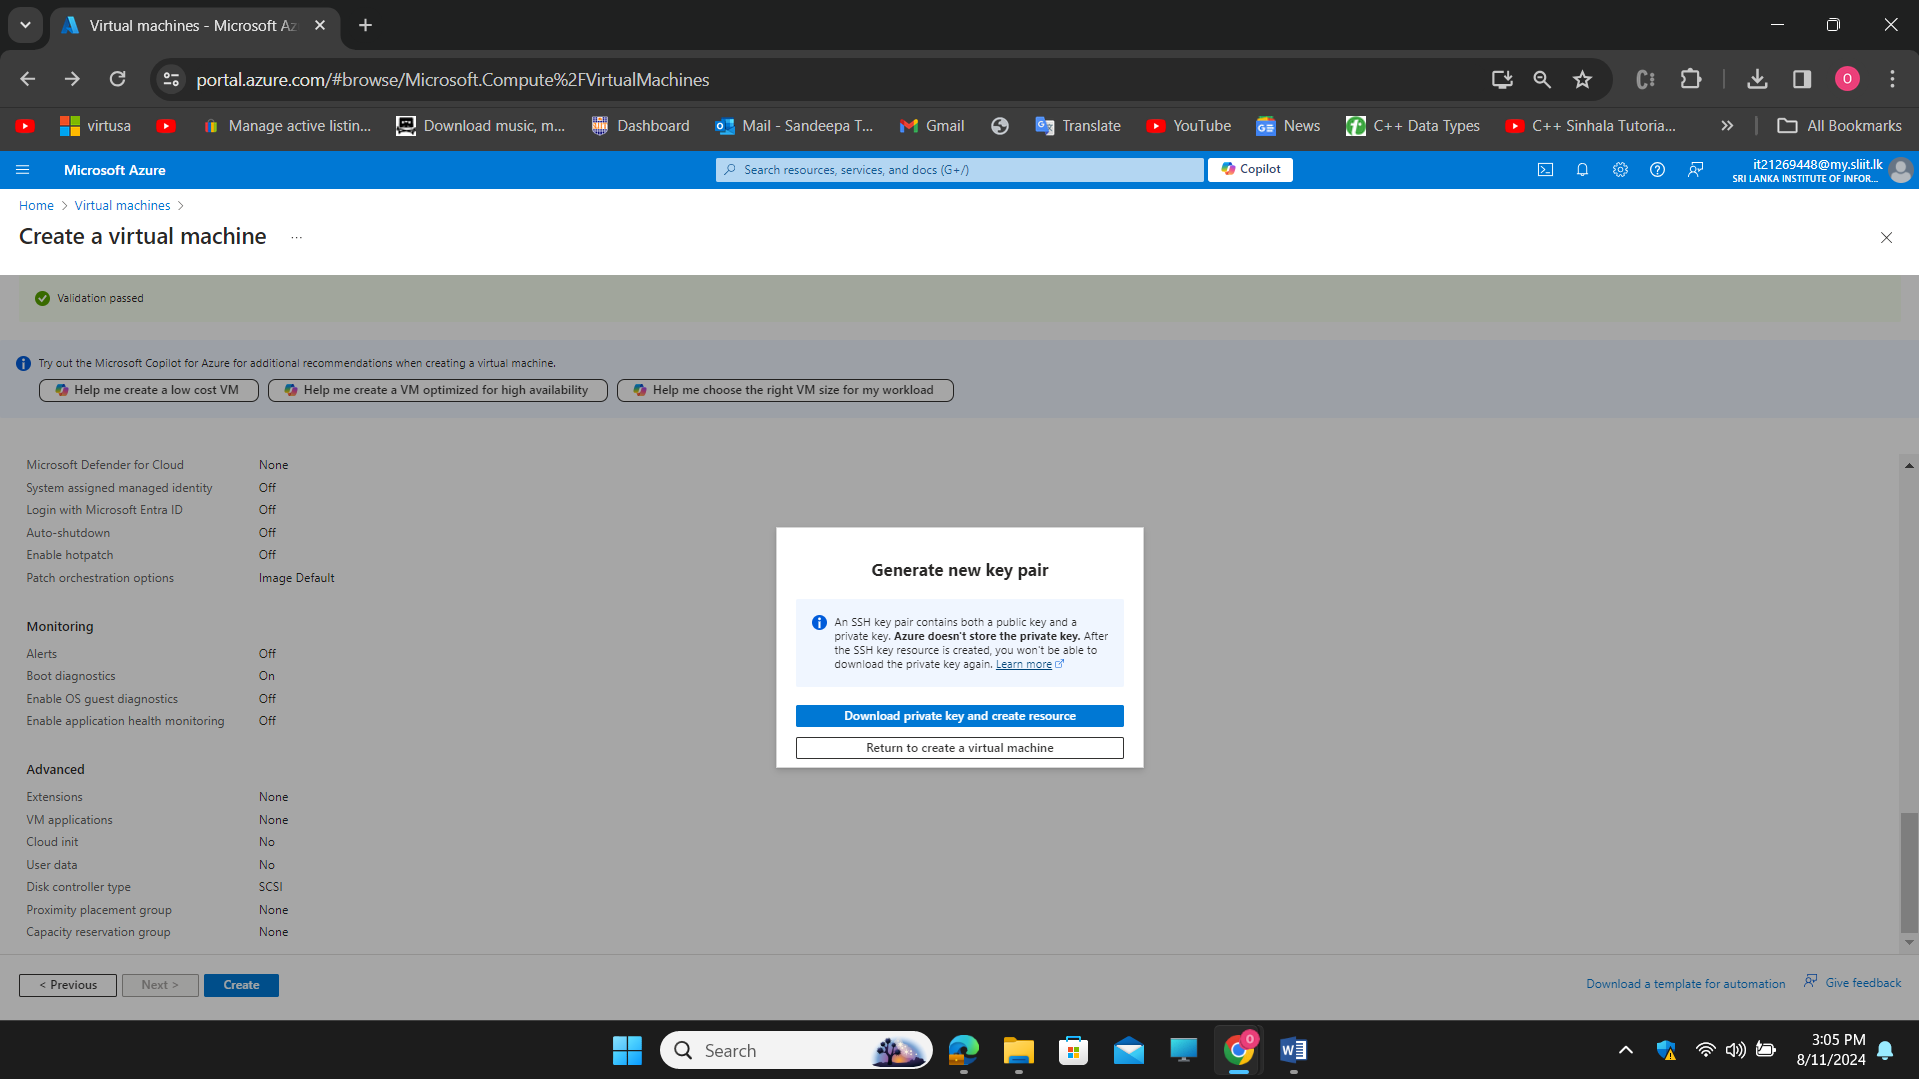 Virtual machines - Microsoft Az
portal.azure.com/#browse/Microsoft.Compute%2FVirtualMachines
O
virtusa
Manage active listin...
Download music, m...
Dashboard
Mail - Sandeepa T...
Gmail
Translate
YouTube
News
C++ Data Types
C++ Sinhala Tutoria...
All Bookmarks
Microsoft Azure
Search resources, services, and docs (G+/)
Copilot
it21269448@my.sliit.lk
SRI LANKA INSTITUTE OF INFOR...
Home > Virtual machines >
Create a virtual machine ...
Validation passed
Try out the Microsoft Copilot for Azure for additional recommendations when creating a virtual machine.
Help me create a low cost VM
Help me create a VM optimized for high availability
Help me choose the right VM size for my workload
Microsoft Defender for Cloud None
System assigned managed identity Off
Login with Microsoft Entra ID Off
Auto-shutdown Off
Enable hotpatch Off
Patch orchestration options Image Default
Monitoring
Alerts Off
Boot diagnostics On
Enable OS guest diagnostics Off
Enable application health monitoring Off
Advanced
Extensions None
VM applications None
Cloud init No
User data No
Disk controller type SCSI
Proximity placement group None
Capacity reservation group None
Generate new key pair
An SSH key pair contains both a public key and a
private key. Azure doesn't store the private key. After
the SSH key resource is created, you won't be able to
download the private key again. Learn more
Download private key and create resource
Return to create a virtual machine
< Previous
Next >
Create
Download a template for automation
Give feedback
Search
3:05 PM
8/11/2024